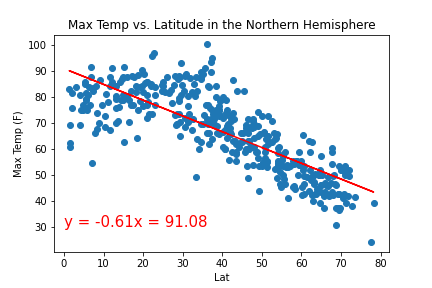 Max Temp vs. Latitude in the Northern Hemisphere
Max Temp (F)
100
90
80
70
60
50
40
30
y = -0.61x = 91.08
0 10 20 30 40 50 60 70 80
Lat